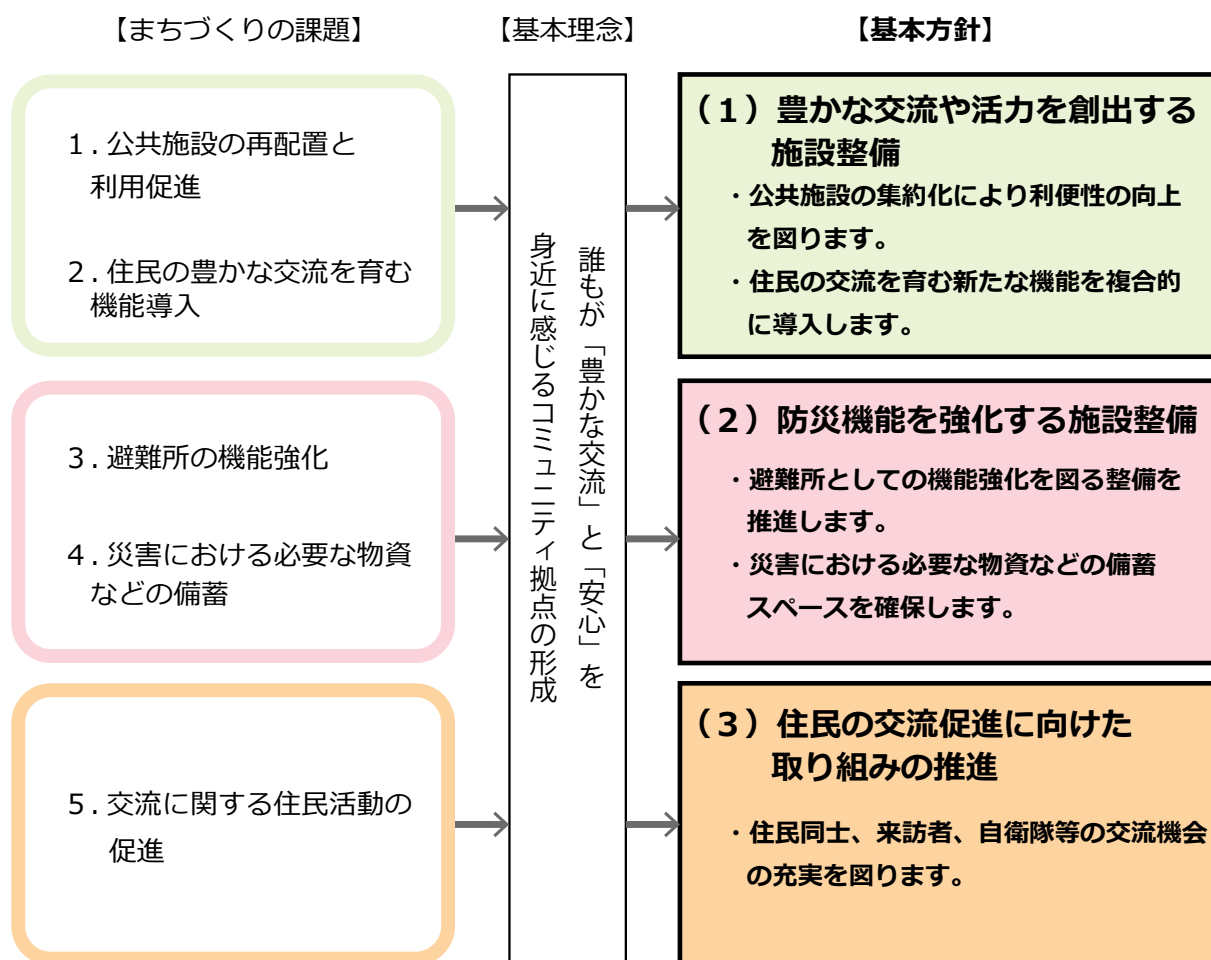 【まちづくりの課題】
１．公共施設の再配置と
利用促進
２．住民の豊かな交流を育む
機能導入
３．避難所の機能強化
４．災害における必要な物資
などの備蓄
５．交流に関する住民活動の
促進
【基本理念】
誰もが「豊かな交流」と「安心」を
身近に感じるコミュニティ拠点の形成
【基本方針】
（１）豊かな交流や活力を創出する
施設整備
・公共施設の集約化により利便性の向上
を図ります。
・住民の交流を育む新たな機能を複合的
に導入します。
（２）防災機能を強化する施設整備
・避難所としての機能強化を図る整備を
推進します。
・災害における必要な物資などの備蓄
スペースを確保します。
（３）住民の交流促進に向けた
取り組みの推進
・住民同士、来訪者、自衛隊等の交流機会
の充実を図ります。